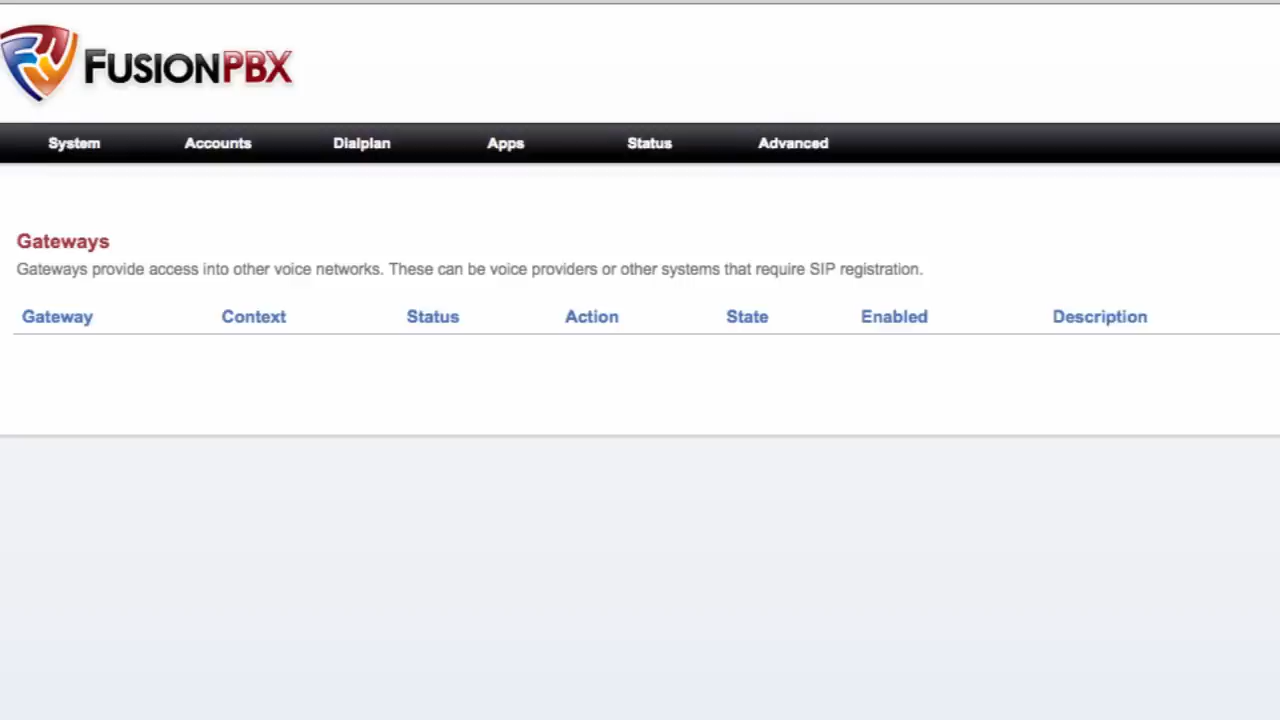 FUSIONPBX
System Accounts Dialplan Apps Status Advanced
Gateways
Gateways provide access into other voice networks. These can be voice providers or other systems that require SIP registration.
Gateway Context Status Action State Enabled Description